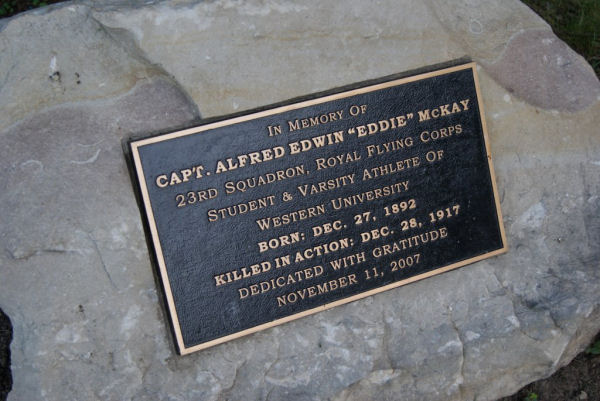 In Memory Of
CAPT. ALFRED EDWIN "EDDIE" McKAY
23rd Squadron, Royal Flying Corps
Student & Varsity Athlete Of
Western University
BORN: DEC. 27, 1892
KILLED IN ACTION: DEC. 28, 1917
DEDICATED WITH GRATITUDE
NOVEMBER 11, 2007